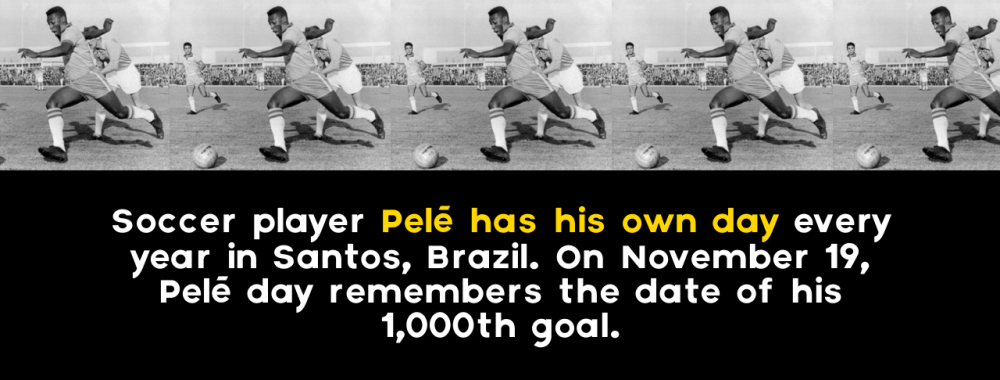 Soccer player Pelé has his own day every
year in Santos, Brazil. On November 19,
Pelé day remembers the date of his
1,000th goal.